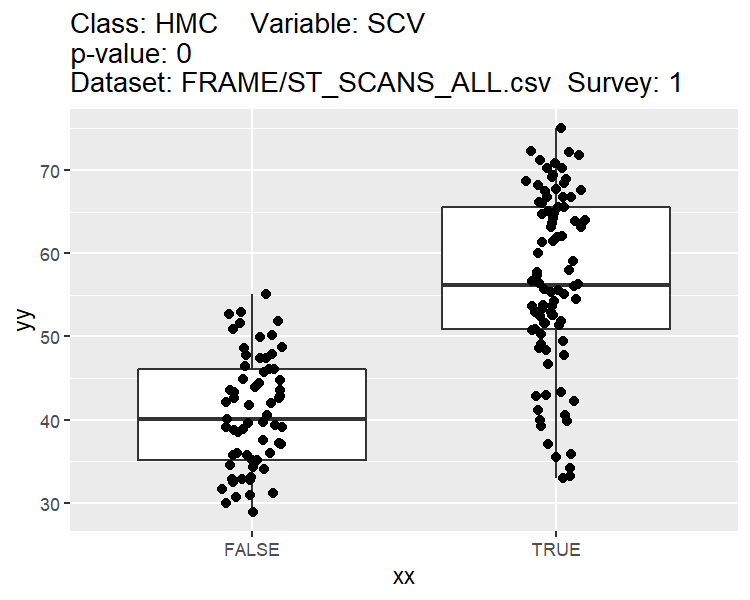 Class: HMC    Variable: SCV
p-value: 0
Dataset: FRAME/ST_SCANS_ALL.csv  Survey: 1
70
60
50
40
30
yy
FALSE
TRUE
xx